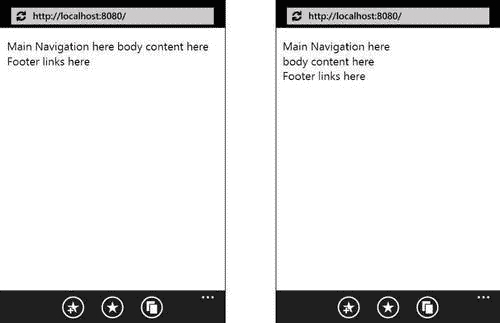 http://localhost:8080/
Main Navigation here body content here
Footer links here
http://localhost:8080/
Main Navigation here
body content here
Footer links here